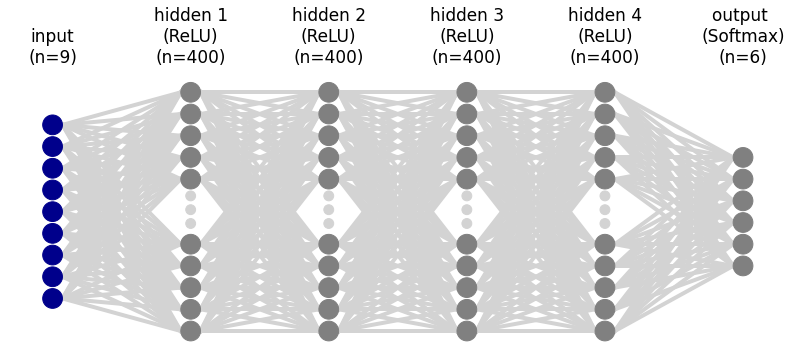 input
(n=9)
hidden 1
(ReLU)
(n=400)
hidden 2
(ReLU)
(n=400)
hidden 3
(ReLU)
(n=400)
hidden 4
(ReLU)
(n=400)
output
(Softmax)
(n=6)